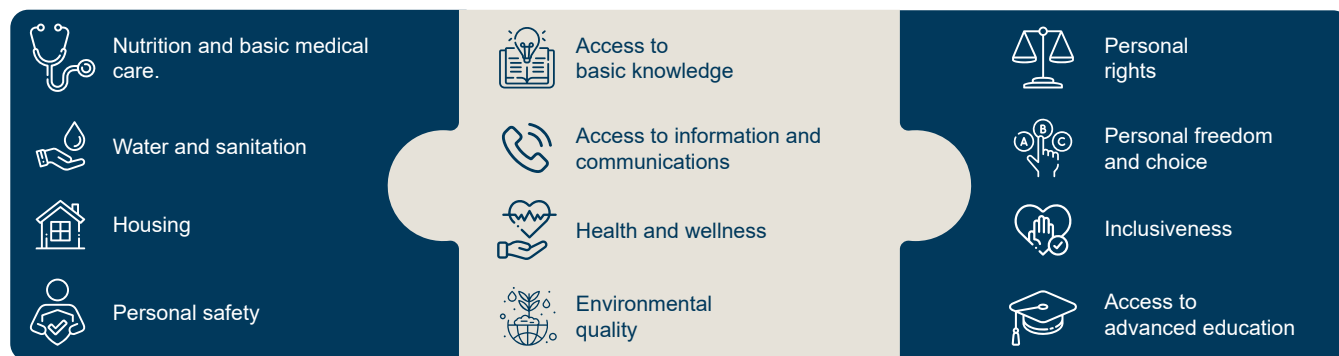 Nutrition and basic medical
care.
Water and sanitation
Housing
Personal safety
Access to
basic knowledge
Access to information and
communications
Health and wellness
Environmental
quality
Personal
rights
A B C
Personal freedom
and choice
Inclusiveness
Access to
advanced education